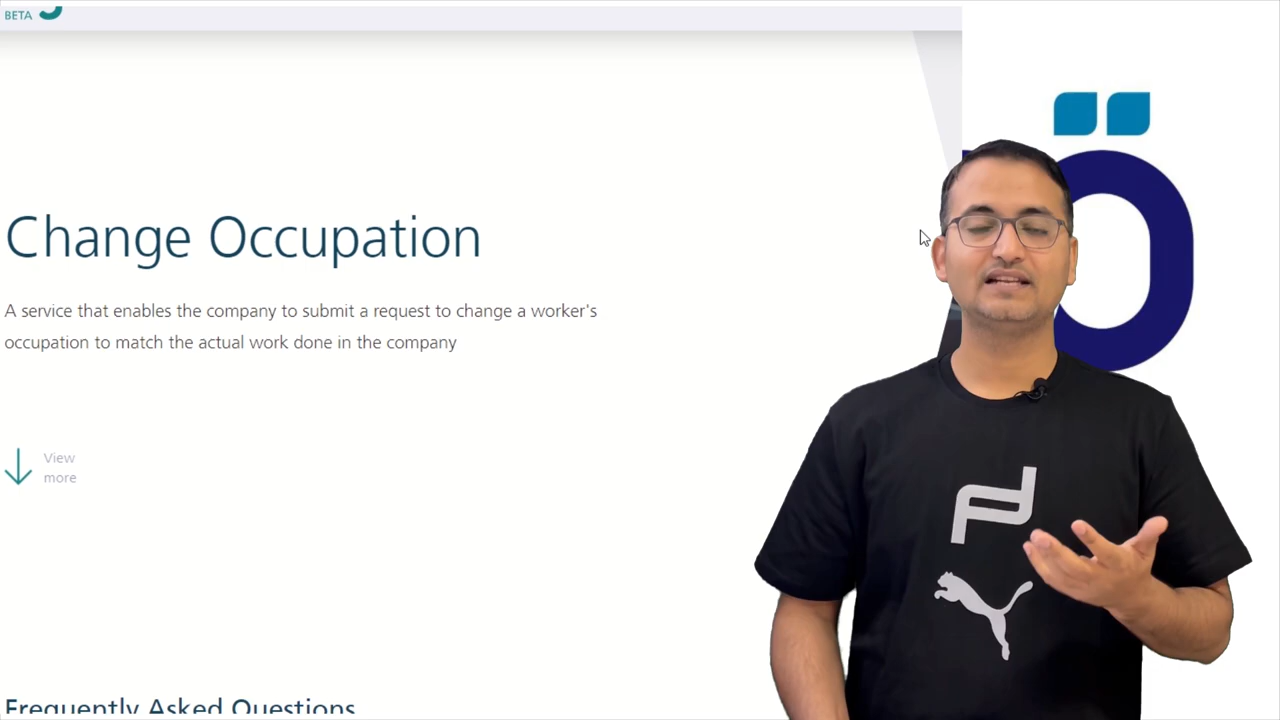 BETA
Change Occupation
A service that enables the company to submit a request to change a worker's
occupation to match the actual work done in the company
View
more
Frequently Asked Questions